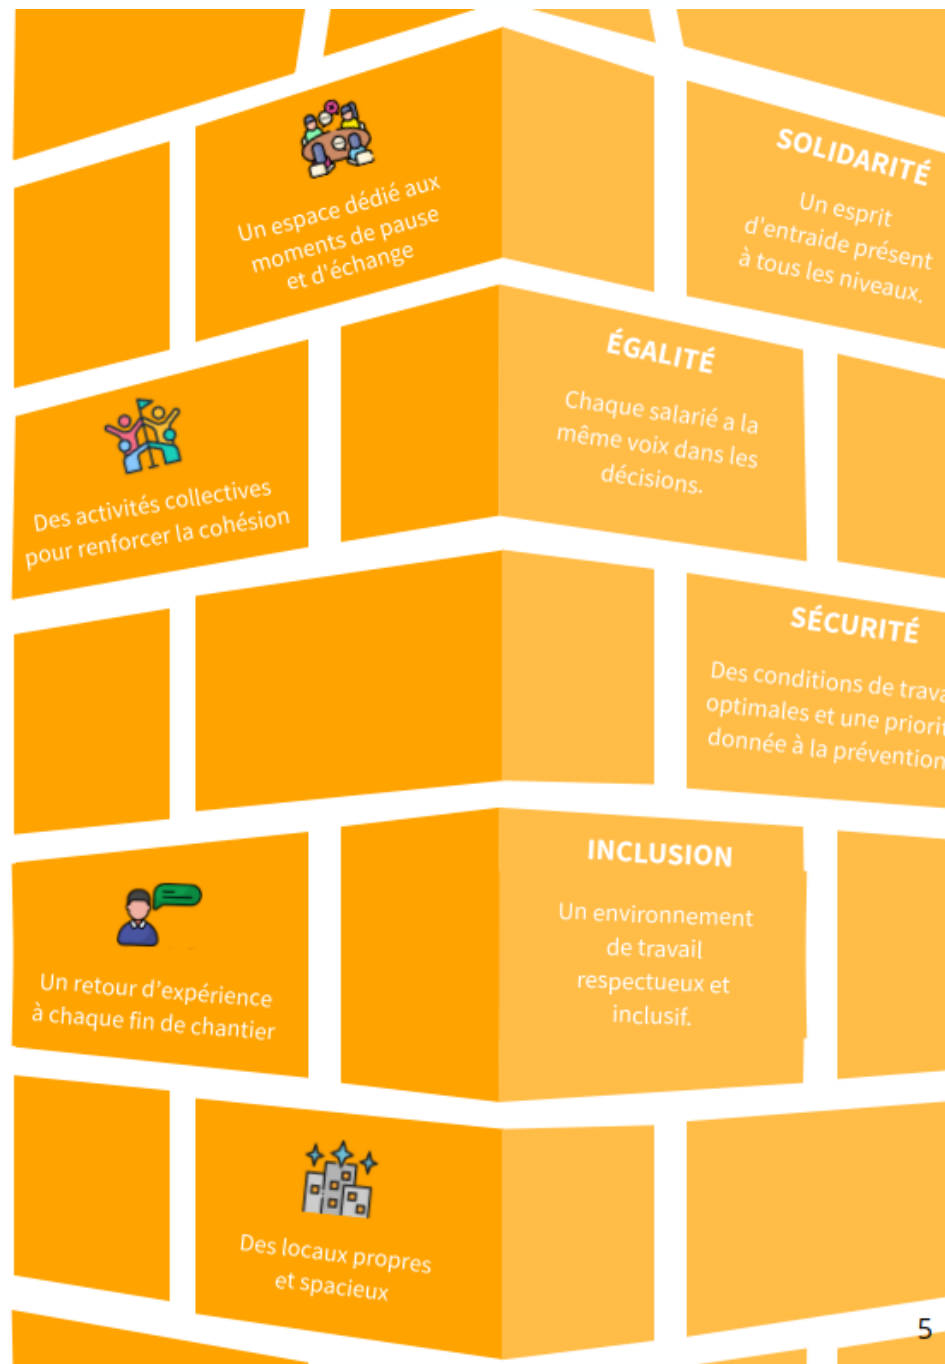 Un espace dédié aux
moments de pause
et d'échange
SOLIDARITÉ
Un esprit
d'entraide présent
à tous les niveaux.
ÉGALITÉ
Chaque salarié a la
même voix dans les
décisions.
Des activités collectives
pour renforcer la cohésion
SÉCURITÉ
Des conditions de
optimales et une
donnée à la prévention
INCLUSION
Un environnement
de travail
respectueux et
inclusif.
Un retour d'expérience
à chaque fin de chantier
Des locaux propres
et spacieux
5